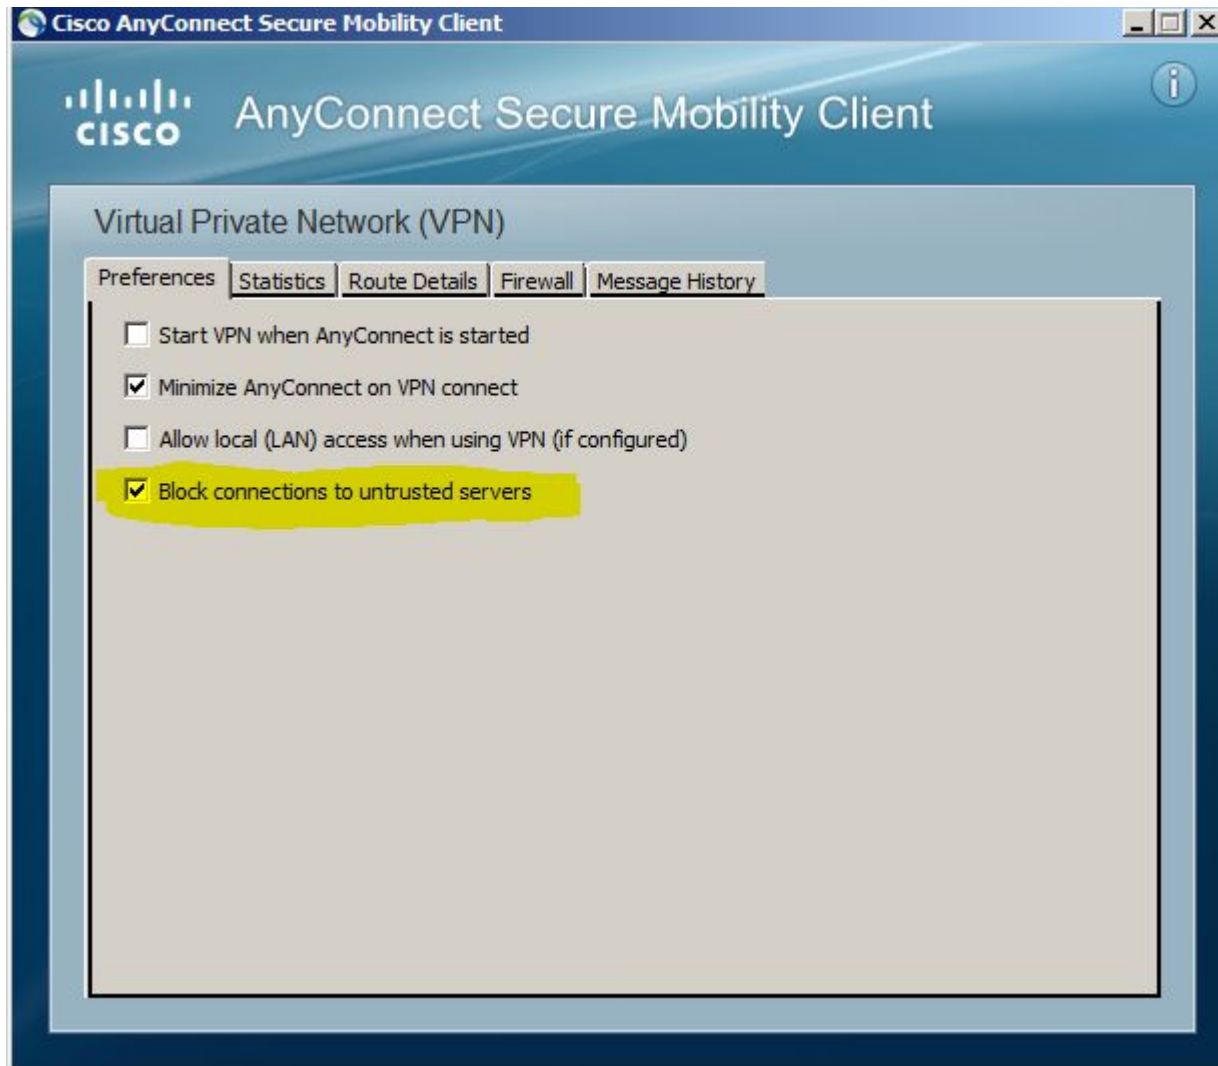 Cisco AnyConnect Secure Mobility Client
CISCO AnyConnect Secure Mobility Client
Virtual Private Network (VPN)
Preferences Statistics Route Details Firewall Message History
Start VPN when AnyConnect is started
Minimize AnyConnect on VPN connect
Allow local (LAN) access when using VPN (if configured)
Block connections to untrusted servers